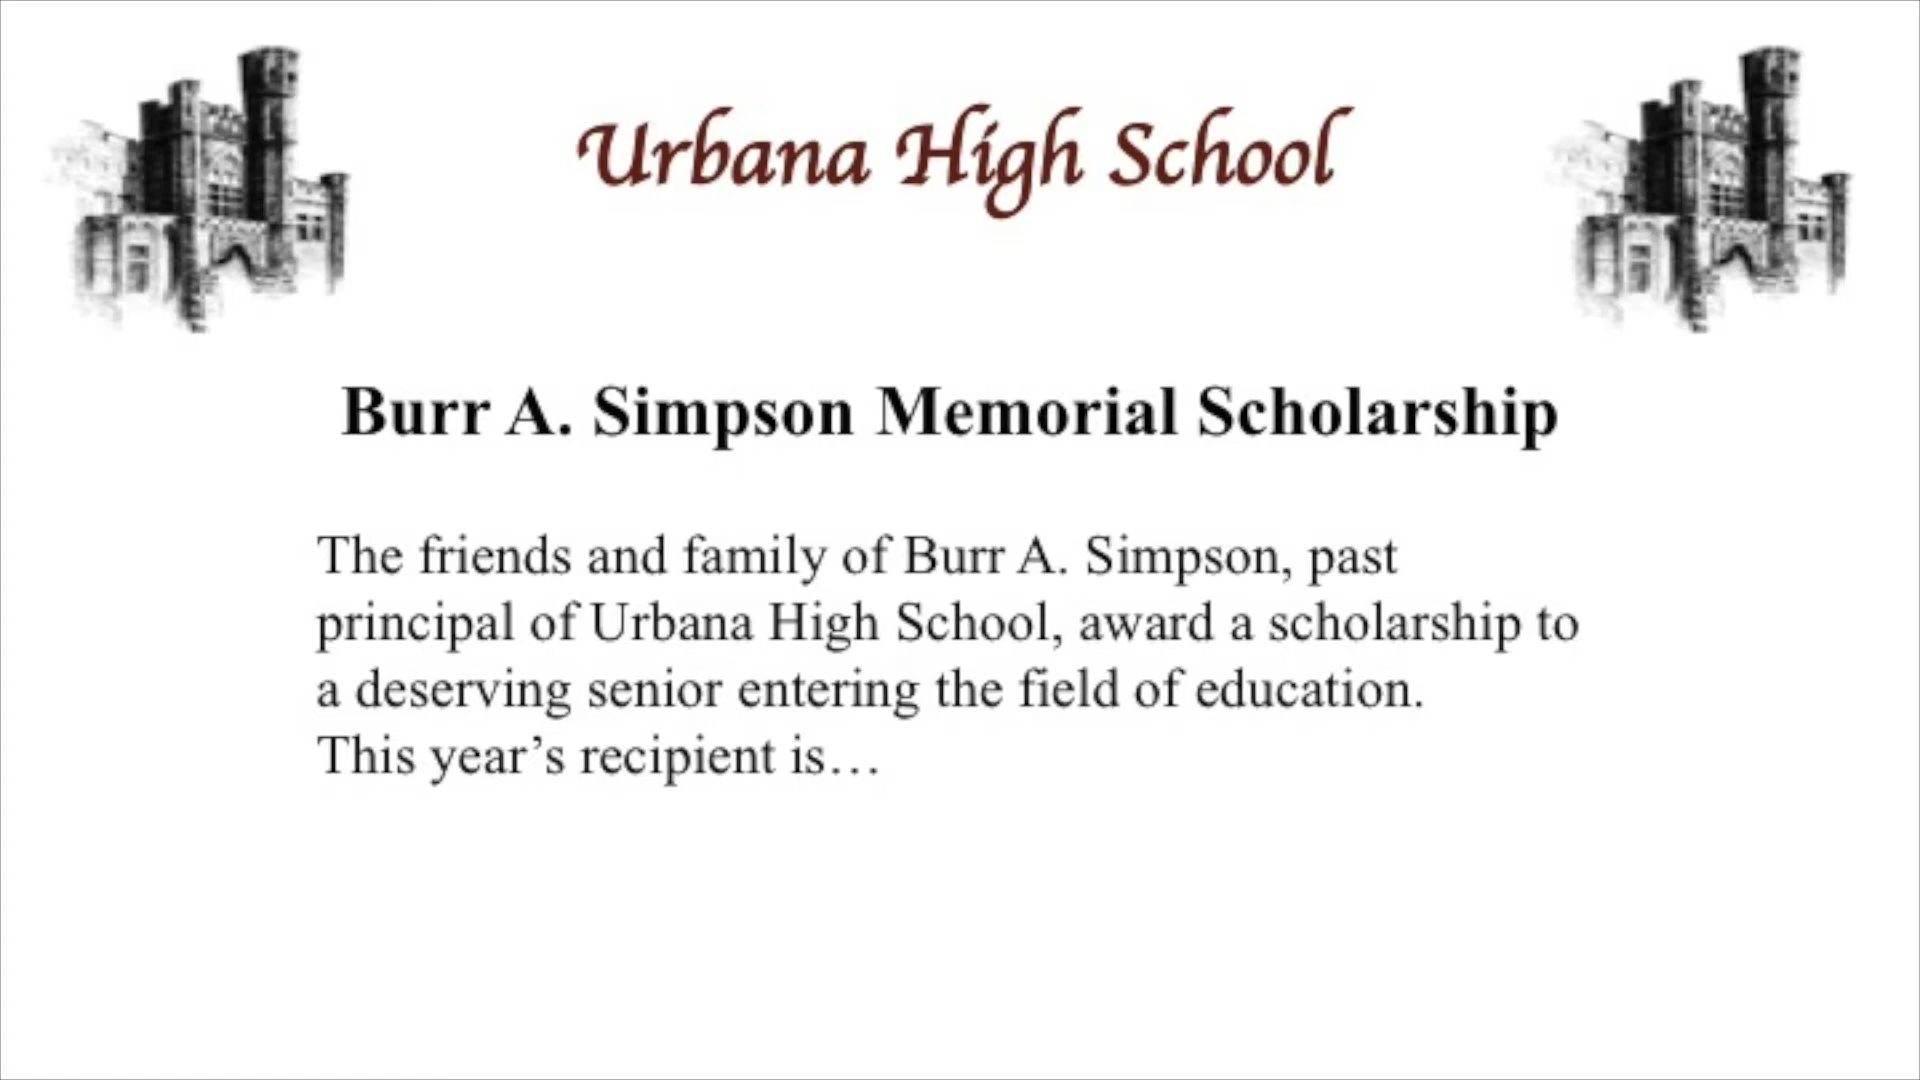 Urbana High School
Burr A. Simpson Memorial Scholarship
The friends and family of Burr A. Simpson, past
principal of Urbana High School, award a scholarship to
a deserving senior entering the field of education.
This year’s recipient is…